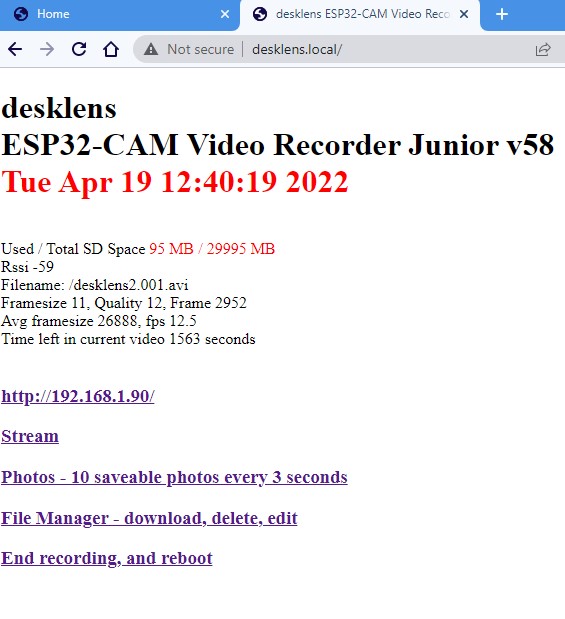 Home
desklens ESP32-CAM Video Reco
Not secure
desklens.local/
desklens
ESP32-CAM Video Recorder Junior v58
Tue Apr 19 12:40:19 2022
Used / Total SD Space 95 MB / 29995 MB
Rssi -59
Filename: /desklens2.001.avi
Framesize 11, Quality 12, Frame 2952
Avg framesize 26888, fps 12.5
Time left in current video 1563 seconds
http://192.168.1.90/
Stream
Photos - 10 saveable photos every 3 seconds
File Manager - download, delete, edit
End recording, and reboot